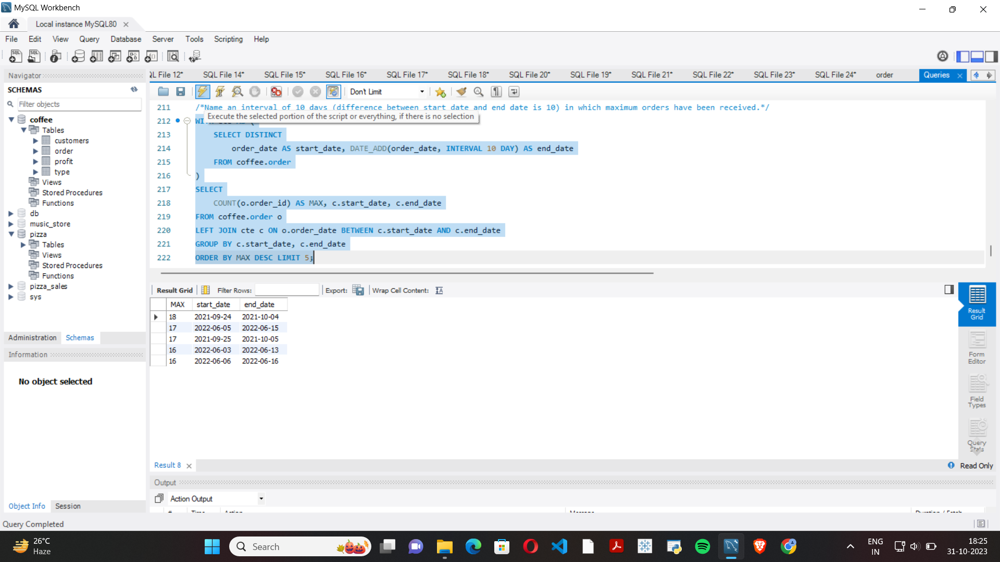 MySQL Workbench
Local instance MySQL80
File Edit View Query Database Server Tools Scripting Help
Navigator
SCHEMAS
Filter objects
coffee
Tables
customers
order
profit
type
Views
Stored Procedures
Functions
db
music_store
pizza
Tables
Views
Stored Procedures
Functions
pizza_sales
sys
Administration Schemas
Information
No object selected
Object Info Session
QL File 12* SQL File 14* SQL File 15* SQL File 16* SQL File 17* SQL File 18* SQL File 20* SQL File 19* SQL File 21* SQL File 22* SQL File 23* SQL File 24* order Queries
Don't Limit
211 /*Name an interval of 10 days (difference between start date and end date is 10) in which maximum orders have been received.*/
Execute the selected portion of the script or everything, if there is no selection
212
213 SELECT DISTINCT
214 order_date AS start_date, DATE_ADD(order_date, INTERVAL 10 DAY) AS end_date
215 FROM coffee.order
216 )
217 SELECT
218 COUNT(o.order_id) AS MAX, c.start_date, c.end_date
219 FROM coffee.order o
220 LEFT JOIN cte c ON o.order_date BETWEEN c.start_date AND c.end_date
221 GROUP BY c.start_date, c.end_date
222 ORDER BY MAX DESC LIMIT 5;
Result Grid Filter Rows: Export: Wrap Cell Content:
MAX start_date end_date
18 2021-09-24 2021-10-04
17 2022-06-05 2022-06-15
17 2021-09-25 2021-10-05
16 2022-06-03 2022-06-13
16 2022-06-06 2022-06-16
Result
Grid
Form
Editor
Field
Types
Query
Stats
Result 8
Read Only
Output
Action Output
Query Completed
26°C
Haze
Search
ENG
IN
18:25
31-10-2023